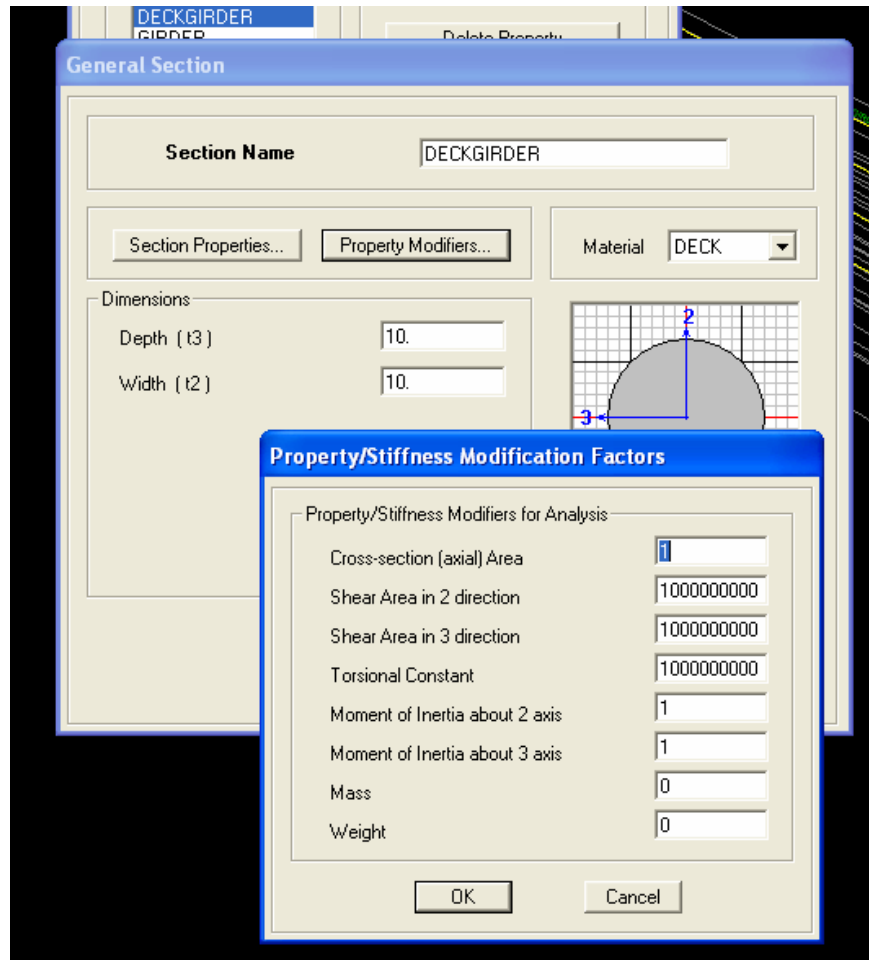 DECKGIRDER
GIRDER
Delete Property
General Section
Section Name DECKGIRDER
Section Properties... Property Modifiers... Material DECK
Dimensions
Depth ( t3 ) 10.
Width ( t2 ) 10.
2
3
Property/Stiffness Modification Factors
Property/Stiffness Modifiers for Analysis
Cross-section (axial) Area 1
Shear Area in 2 direction 1000000000
Shear Area in 3 direction 1000000000
Torsional Constant 1000000000
Moment of Inertia about 2 axis 1
Moment of Inertia about 3 axis 1
Mass 0
Weight 0
OK Cancel